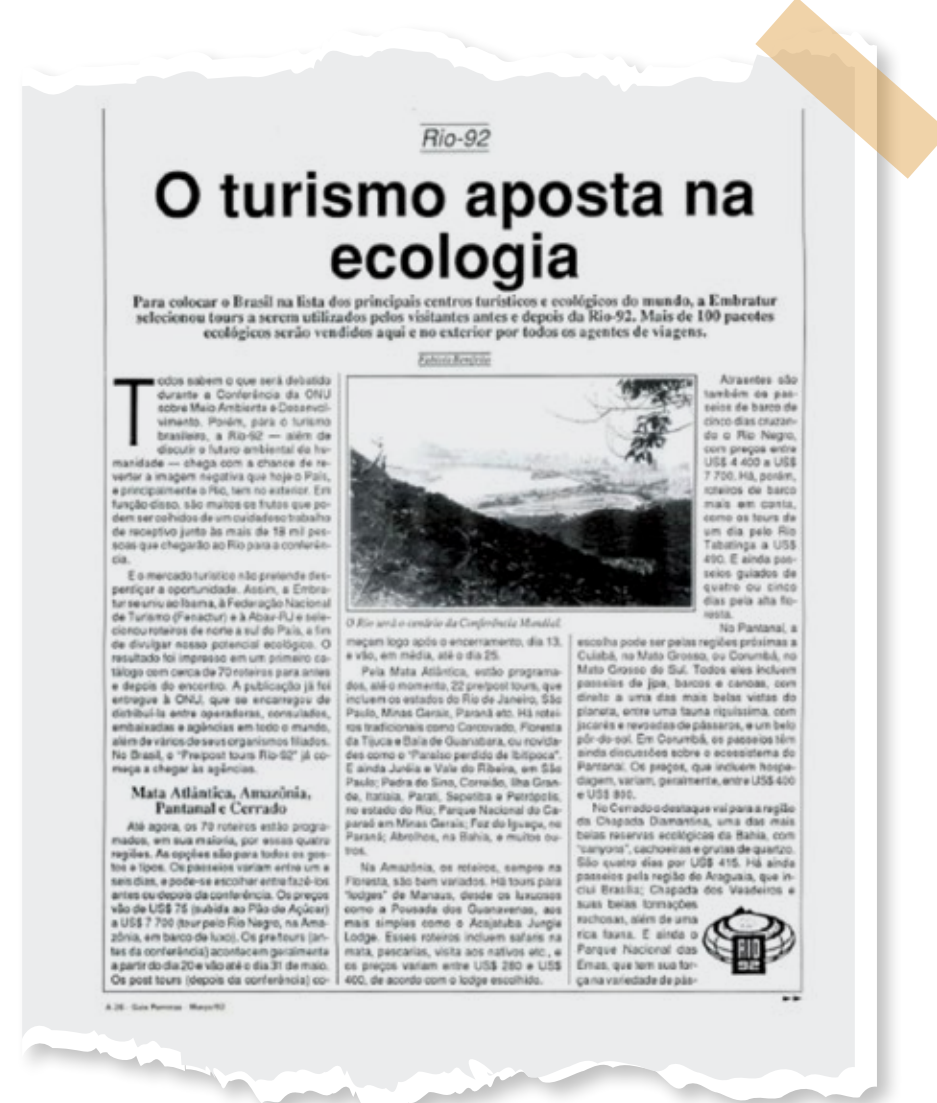 Rio-92
O turismo aposta na
ecologia
Para colocar o Brasil na lista dos principais centros turísticos e ecológicos do mundo, a Embratur
selecionou tours a serem utilizados pelos visitantes antes e depois da Rio-92. Mais de 100 pacotes
ecológicos serão vendidos aqui e no exterior por todos os agentes de viagens.
Todos sabem o que será debatido
durante a Conferência da ONU
sobre Meio Ambiente e Desenvol-
vimento. Porém, para o turismo
brasileiro, a Rio-92 — além de
discutir o futuro ambiental da hu-
manidade — chega com a chance de re-
verter a imagem negativa que hoje o País,
e principalmente o Rio, tem no exterior. Em
função disso, são muitos os frutos que po-
dem ser colhidos de um cuidadoso trabalho
de receptivo junto às mais de 18 mil pes-
soas que chegarão ao Rio para a conferên-
cia.
E o mercado turístico não pretende des-
perdiçar a oportunidade. Assim, a Embra-
tur se uniu ao Ibama, à Federação Nacional
de Turismo (Fenactur) e à Abav-RJ e sele-
cionou roteiros de norte a sul do País, a fim
de divulgar nosso potencial ecológico. O
resultado foi impresso em um primeiro ca-
tálogo com cerca de 70 roteiros para antes
e depois do encontro. A publicação já foi
entregue à ONU, que se encarregou de
distribuí-la entre operadoras, consulados,
embaixadas e agências em todo o mundo,
além de vários de seus organismos filiados.
No Brasil, o "Pre/post tours Rio-92" já co-
meça a chegar às agências.
Mata Atlântica, Amazônia,
Pantanal e Cerrado
Até agora, os 70 roteiros estão progra-
mados, em sua maioria, por essas quatro
regiões. As opções são para todos os gos-
tos e tipos. Os passeios variam entre um e
seis dias, e pode-se escolher entre fazê-los
antes ou depois da conferência. Os preços
vão de US$ 75 (subida ao Pão de Açúcar)
a US$ 7 700 (tour pelo Rio Negro, na Ama-
zônia, em barco de luxo). Os pre tours (an-
tes da conferência) acontecem geralmente
a partir do dia 20 e vão até o dia 31 de maio.
Os post tours (depois da conferência) co-
O Rio será o cenário da Conferência Mundial.
meçam logo após o encerramento, dia 13,
e vão, em média, até o dia 25.
Pela Mata Atlântica, estão programa-
dos, até o momento, 22 pre/post tours, que
incluem os estados do Rio de Janeiro, São
Paulo, Minas Gerais, Paraná etc. Há rotei-
ros tradicionais como Corcovado, Floresta
da Tijuca e Baía de Guanabara, ou novida-
des como o "Paraíso perdido de Ibitipoca".
E ainda Juréia e Vale do Ribeira, em São
Paulo; Pedra do Sino, Correião, Ilha Gran-
de, Itatiaia, Parati, Sepetiba e Petrópolis,
no estado do Rio; Parque Nacional do Ca-
paraó em Minas Gerais; Foz do Iguaçu, no
Paraná; Abrolhos, na Bahia, e muitos ou-
tros.
Na Amazônia, os roteiros, sempre na
Floresta, são bem variados. Há tours para
"lodges" de Manaus, desde os luxuosos
como a Pousada dos Guanavenas, aos
mais simples como o Acajatuba Jungle
Lodge. Esses roteiros incluem safaris na
mata, pescarias, visita aos nativos etc., e
os preços variam entre US$ 280 e US$
400, de acordo com o lodge escolhido.
Atraentes são
também os pas-
seios de barco de
cinco dias cruzan-
do o Rio Negro,
com preços entre
US$ 4 400 a US$
7 700. Há, porém,
roteiros de barco
mais em conta,
como os tours de
um dia pelo Rio
Tabatinga a US$
490. E ainda pas-
seios guiados de
quatro ou cinco
dias pela alta flo-
resta.
No Pantanal, a
escolha pode ser pelas regiões próximas a
Cuiabá, no Mato Grosso, ou Corumbá, no
Mato Grosso do Sul. Todos eles incluem
passeios de jipe, barcos e canoas, com
direito a uma das mais belas vistas do
planeta, entre uma fauna riquíssima, com
jacarés e revoadas de pássaros, e um belo
pôr-do-sol. Em Corumbá, os passeios têm
ainda discussões sobre o ecossistema do
Pantanal. Os preços, que incluem hospe-
dagem, variam, geralmente, entre US$ 400
e US$ 800.
No Cerrado o destaque vai para a região
da Chapada Diamantina, uma das mais
belas reservas ecológicas da Bahia, com
"canyons", cachoeiras e grutas de quartzo.
São quatro dias por US$ 415. Há ainda
passeios pela região do Araguaia, que in-
clui Brasília; Chapada dos Veadeiros e
suas belas formações
rochosas, além de uma
rica fauna. E ainda o
Parque Nacional das
Emas, que tem sua for-
ça na variedade de pás-
RIO
92
A 26 - Guia Panrotas - Março/92